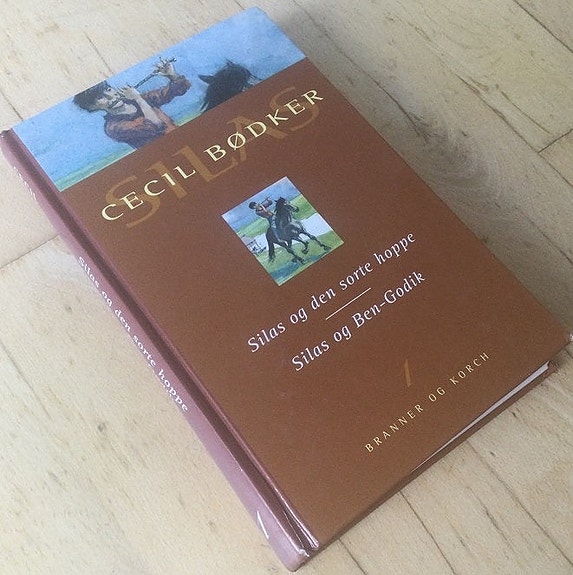 SILAS
CECIL BØDKER
Silas og den sorte hoppe
Silas og Ben-Godik
1
BRANNER OG KORCH
Silas og den sorte hoppe